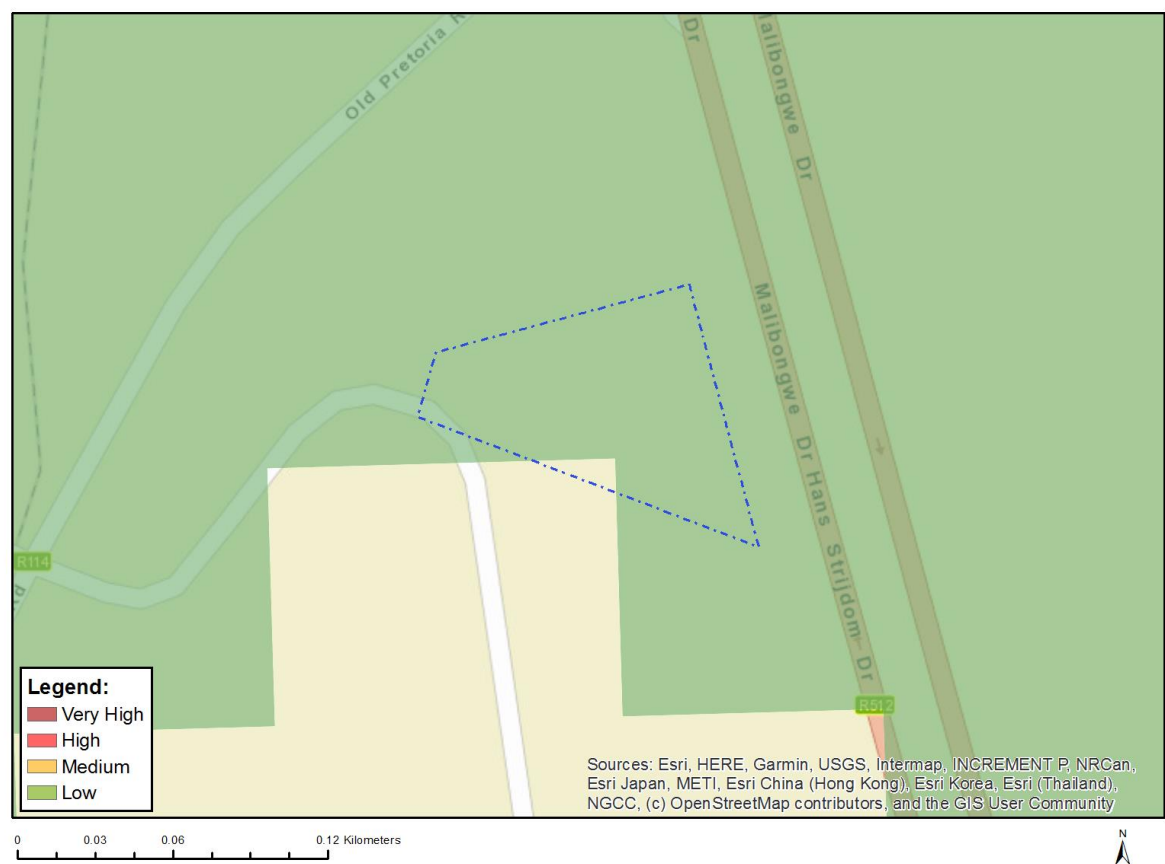 Old Pretoria R
Dr
Malibongwe Dr
Malibongwe Dr Hans Strijdom Dr
R114
Rd
R512
Legend:
Very High
High
Medium
Low
Sources: Esri, HERE, Garmin, USGS, Intermap, INCREMENT P, NRCan,
Esri Japan, METI, Esri China (Hong Kong), Esri Korea, Esri (Thailand),
NGCC, (c) OpenStreetMap contributors, and the GIS User Community
0 0.03 0.06 0.12 Kilometers
N